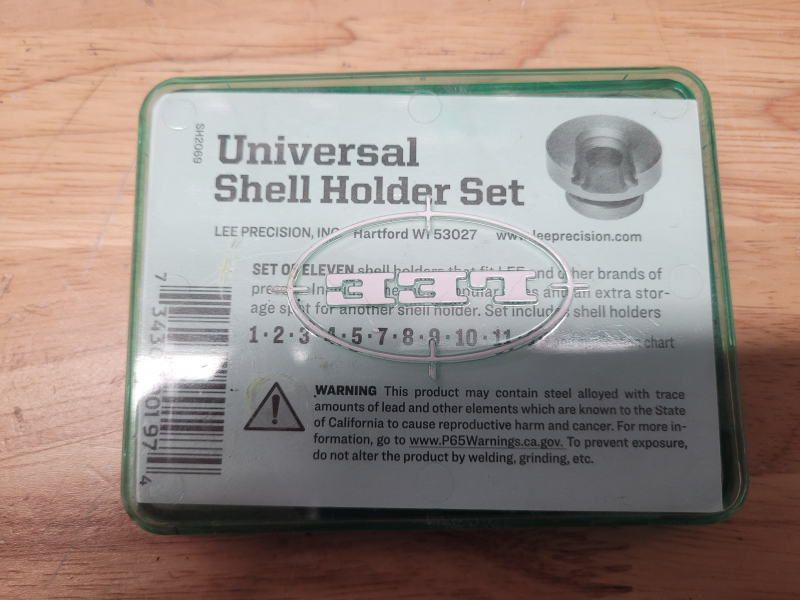 SH2069
Universal
Shell Holder Set
LEE PRECISION, INC Hartford WI 53027 www.leeprecision.com
SET OF ELEVEN shell holders that fit LEE and other brands of
an extra stor-
age spot for another shell holder. Set includes shell holders
1·2·3·4·5·7·8·9·10·11 chart
LEE
WARNING This product may contain steel alloyed with trace
amounts of lead and other elements which are known to the State
of California to cause reproductive harm and cancer. For more in-
formation, go to www.P65Warnings.ca.gov. To prevent exposure,
do not alter the product by welding, grinding, etc.